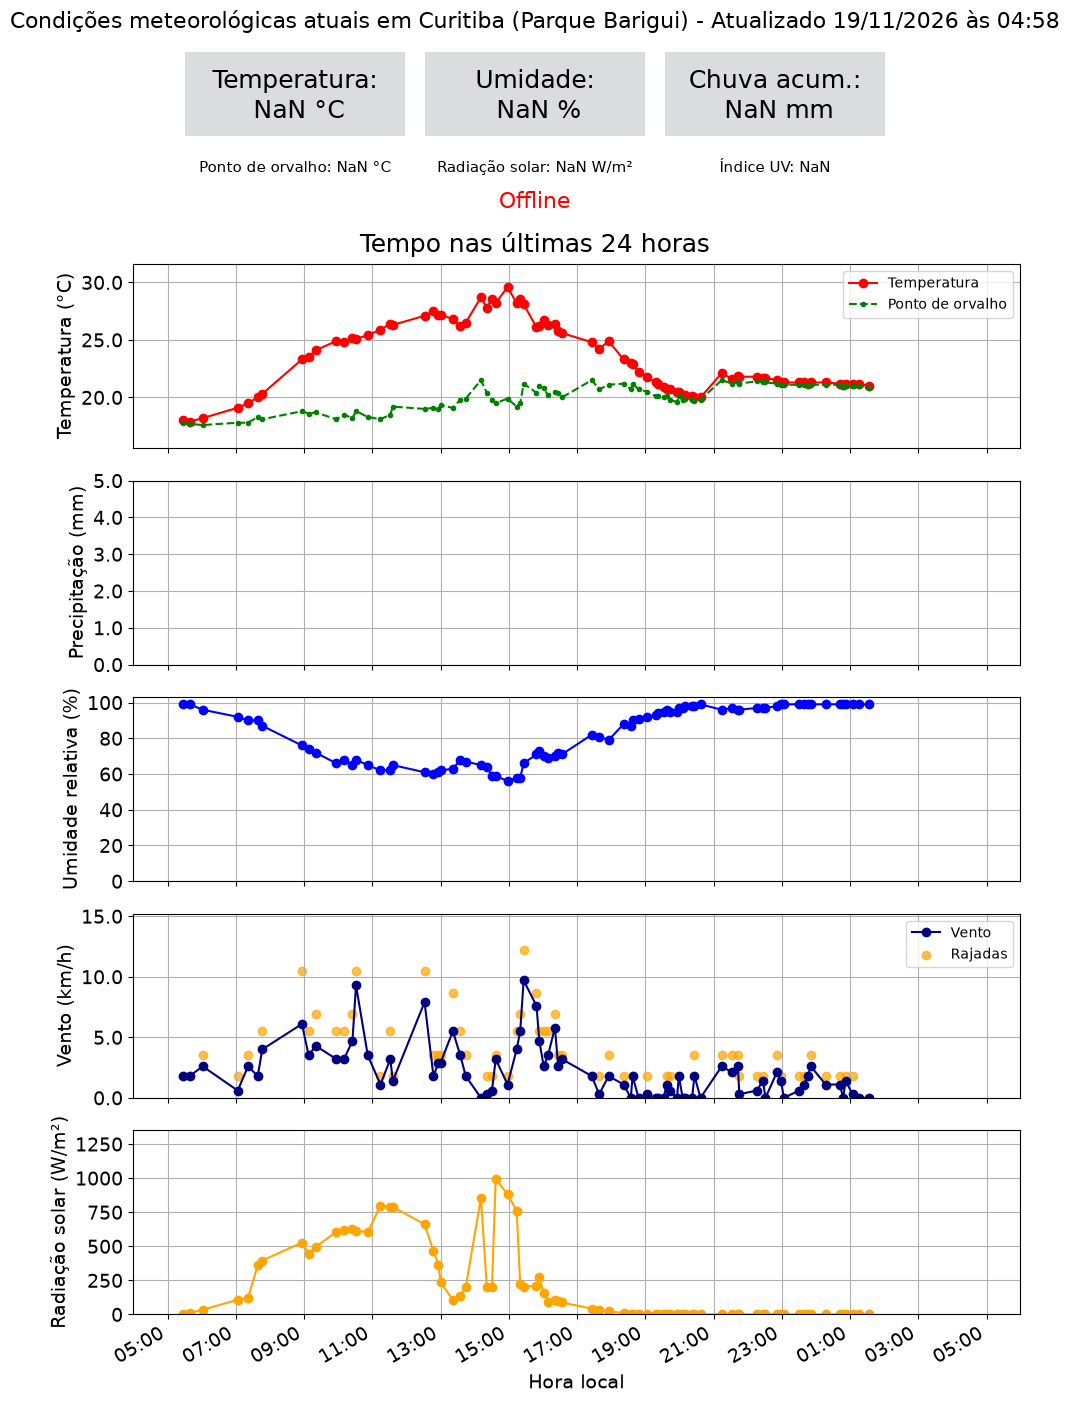 Condições meteorológicas atuais em Curitiba (Parque Barigui) - Atualizado 19/11/2026 às 04:58
Temperatura:
NaN °C
Umidade:
NaN %
Chuva acum.:
NaN mm
Ponto de orvalho: NaN °C
Radiação solar: NaN W/m²
Índice UV: NaN
Offline
Tempo nas últimas 24 horas
Temperatura (°C)
30.0
25.0
20.0
Temperatura
Ponto de orvalho
Precipitação (mm)
5.0
4.0
3.0
2.0
1.0
0.0
Umidade relativa (%)
100
80
60
40
20
0
Vento (km/h)
15.0
10.0
5.0
0.0
Vento
Rajadas
Radiação solar (W/m²)
1250
1000
750
500
250
0
05:00
07:00
09:00
11:00
13:00
15:00
17:00
19:00
21:00
23:00
01:00
03:00
05:00
Hora local